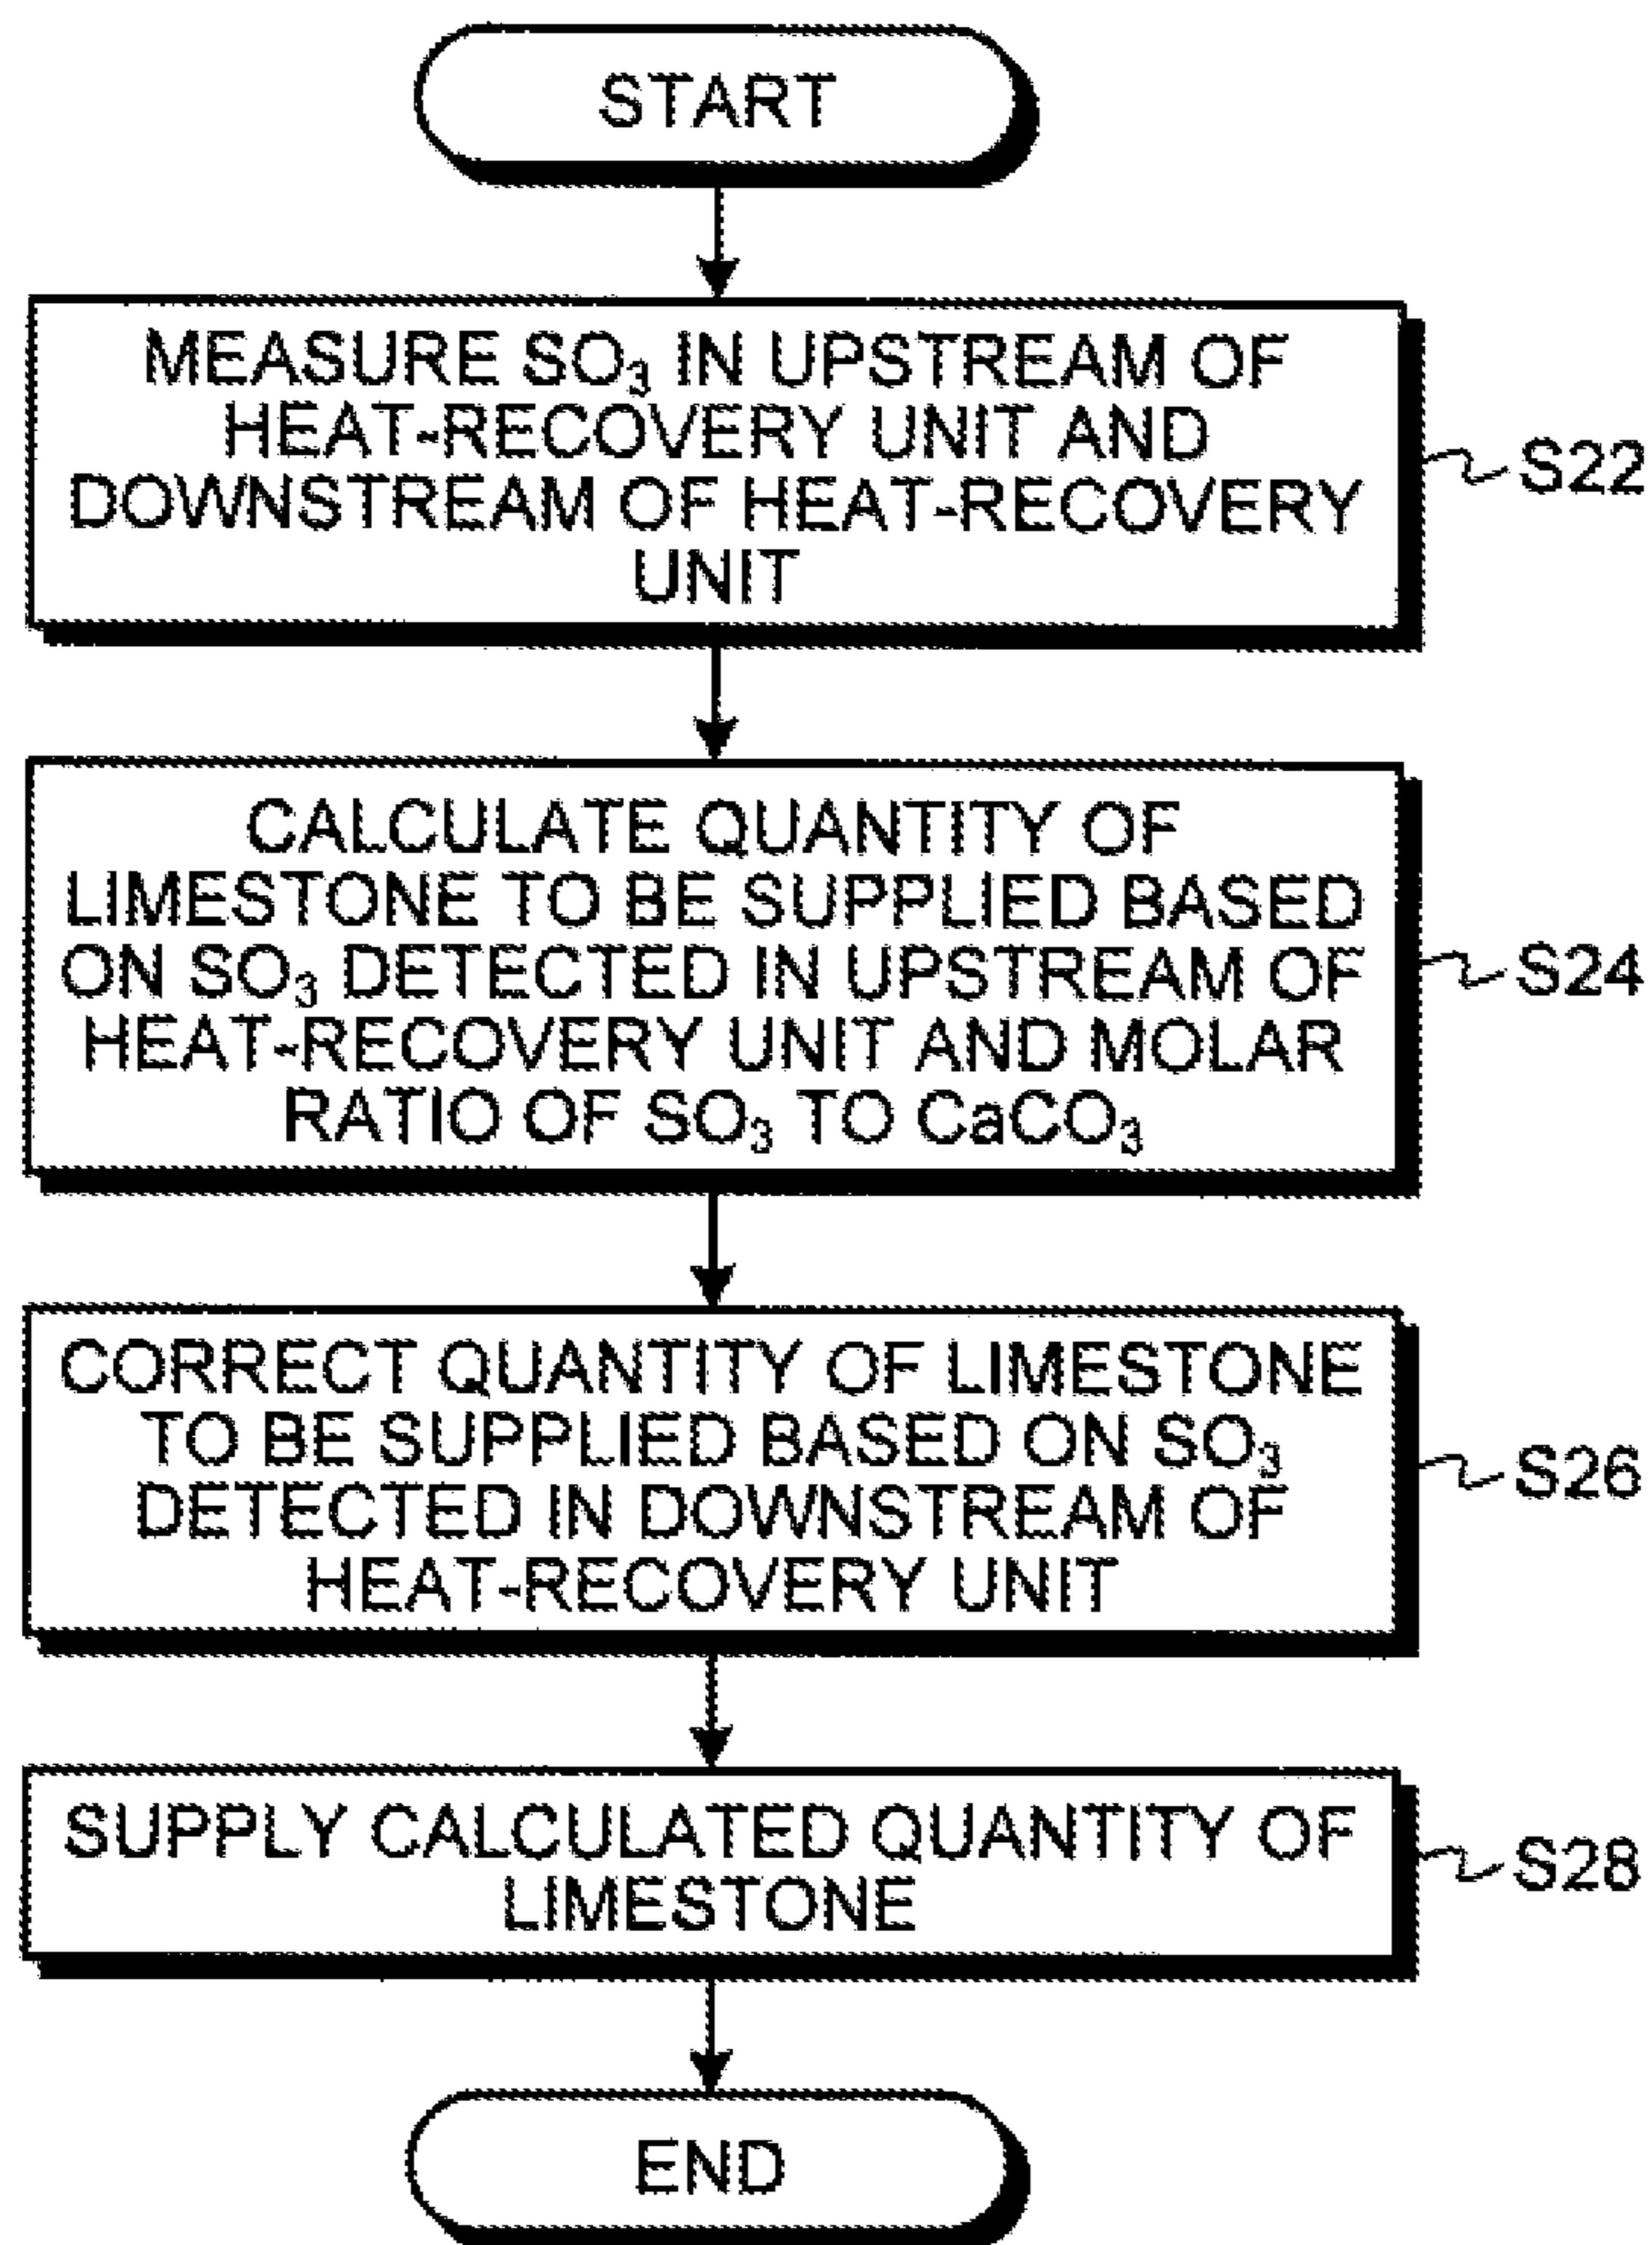 START
MEASURE SO₃ IN UPSTREAM OF
HEAT-RECOVERY UNIT AND
DOWNSTREAM OF HEAT-RECOVERY
UNIT
S22
CALCULATE QUANTITY OF
LIMESTONE TO BE SUPPLIED BASED
ON SO₃ DETECTED IN UPSTREAM OF
HEAT-RECOVERY UNIT AND MOLAR
RATIO OF SO₃ TO CaCO₃
S24
CORRECT QUANTITY OF LIMESTONE
TO BE SUPPLIED BASED ON SO₃
DETECTED IN DOWNSTREAM OF
HEAT-RECOVERY UNIT
S26
SUPPLY CALCULATED QUANTITY OF
LIMESTONE
S28
END